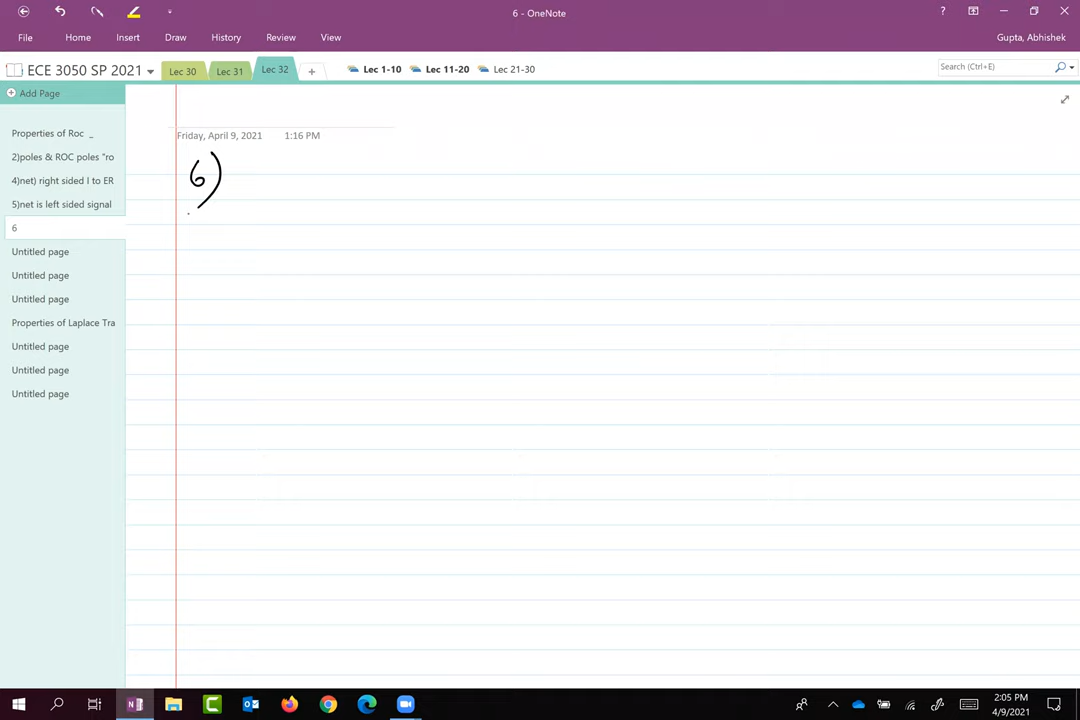 6 - OneNote
File Home Insert Draw History Review View
Gupta, Abhishek
ECE 3050 SP 2021
Lec 30
Lec 31
Lec 32
+
Lec 1-10
Lec 11-20
Lec 21-30
Search (Ctrl+E)
+ Add Page
Properties of Roc _
2)poles & ROC poles "ro
4)net) right sided I to ER
5)net is left sided signal
6
Untitled page
Untitled page
Untitled page
Properties of Laplace Tra
Untitled page
Untitled page
Untitled page
Friday, April 9, 2021 1:16 PM
6)
2:05 PM
4/9/2021